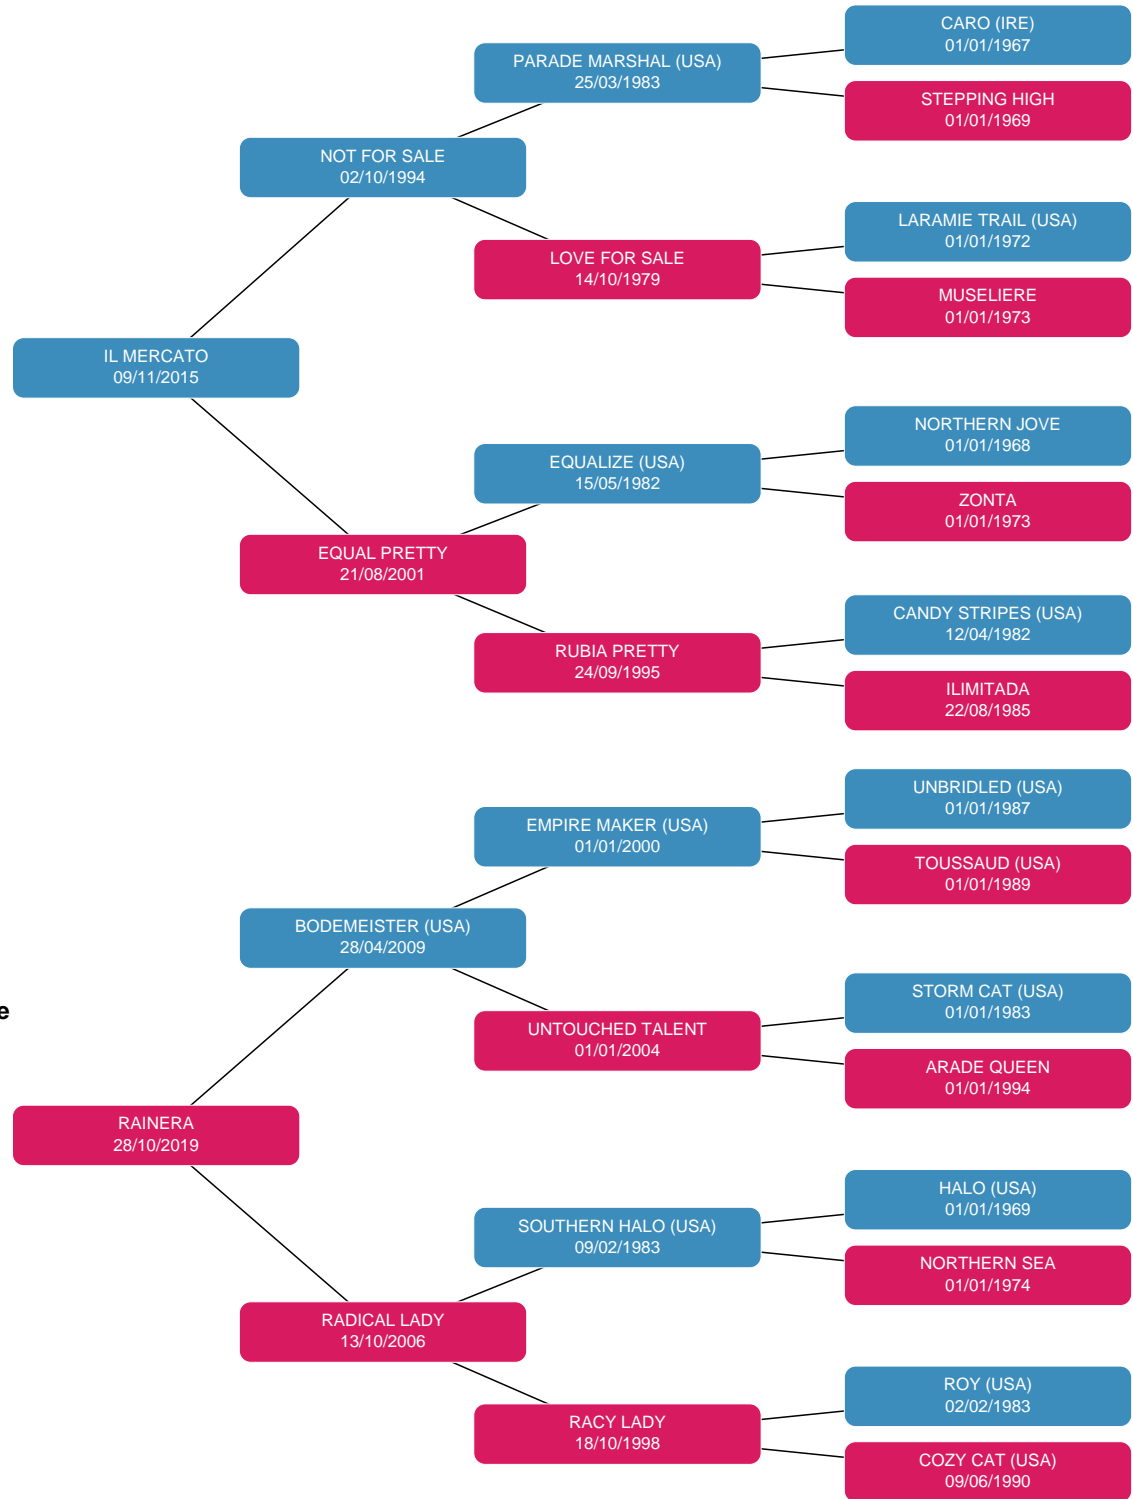 CARO (IRE)
01/01/1967
PARADE MARSHAL (USA)
25/03/1983
STEPPING HIGH
01/01/1969
NOT FOR SALE
02/10/1994
LARAMIE TRAIL (USA)
01/01/1972
LOVE FOR SALE
14/10/1979
MUSELIERE
01/01/1973
IL MERCATO
09/11/2015
NORTHERN JOVE
01/01/1968
EQUALIZE (USA)
15/05/1982
ZONTA
01/01/1973
EQUAL PRETTY
21/08/2001
CANDY STRIPES (USA)
12/04/1982
RUBIA PRETTY
24/09/1995
ILIMITADA
22/08/1985
UNBRIDLED (USA)
01/01/1987
EMPIRE MAKER (USA)
01/01/2000
TOUSSAUD (USA)
01/01/1989
BODEMEISTER (USA)
28/04/2009
STORM CAT (USA)
01/01/1983
e
UNTOUCHED TALENT
01/01/2004
ARADE QUEEN
01/01/1994
RAINERA
28/10/2019
HALO (USA)
01/01/1969
SOUTHERN HALO (USA)
09/02/1983
NORTHERN SEA
01/01/1974
RADICAL LADY
13/10/2006
ROY (USA)
02/02/1983
RACY LADY
18/10/1998
COZY CAT (USA)
09/06/1990